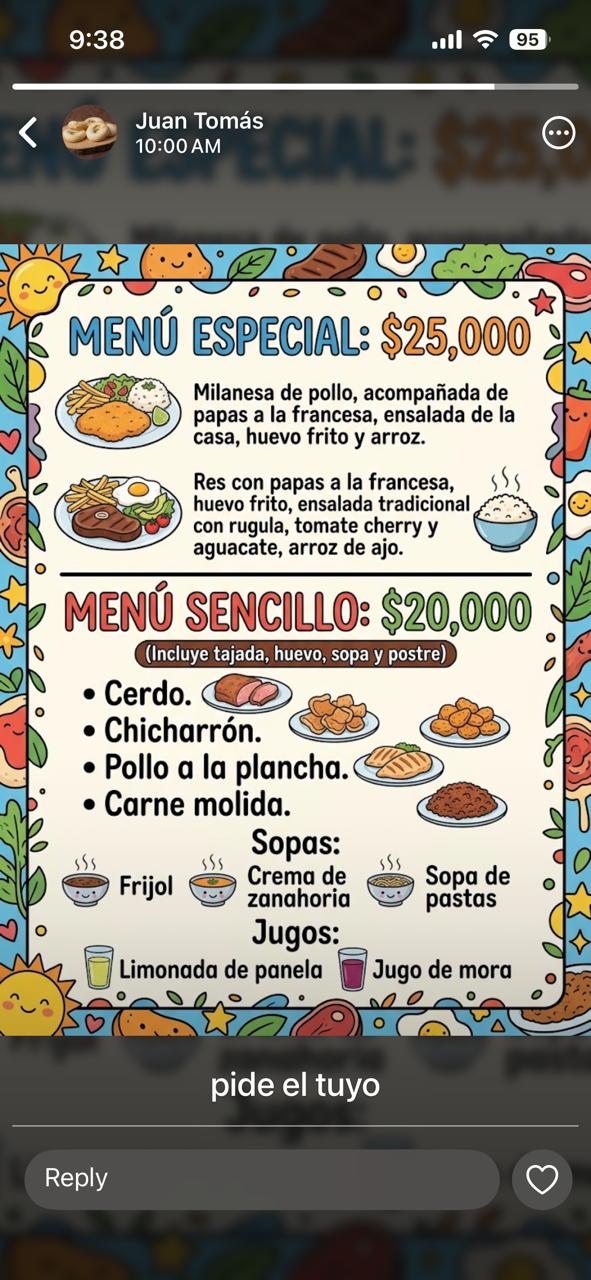 9:38
95
Juan Tomás
10:00 AM
MENÚ ESPECIAL: $25,000
Milanesa de pollo, acompañada de
papas a la francesa, ensalada de la
casa, huevo frito y arroz.
Res con papas a la francesa,
huevo frito, ensalada tradicional
con rugula, tomate cherry y
aguacate, arroz de ajo.
MENÚ SENCILLO: $20,000
(Incluye tajada, huevo, sopa y postre)
• Cerdo.
• Chicharrón.
• Pollo a la plancha.
• Carne molida.
Sopas:
Frijol
Crema de
zanahoria
Sopa de
pastas
Jugos:
Limonada de panela
Jugo de mora
pide el tuyo
Reply